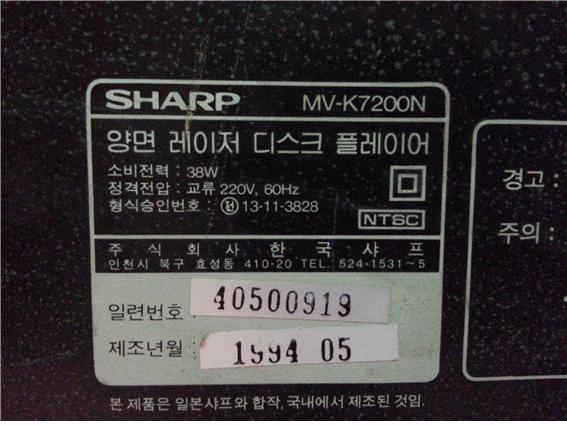 SHARP MV-K7200N
양면 레이저 디스크 플레이어
소비전력 : 38W
정격전압 : 교류 220V, 60Hz
형식승인번호 : 전 13-11-3828
NTSC
주식회사 한국샤프
인천시 북구 효성동 410-20 TEL. 524-1531~5
일련번호 : 40500919
제조년월 : 1994 05
본 제품은 일본샤프와 합작, 국내에서 제조된 것임.
경고 :
주의 :